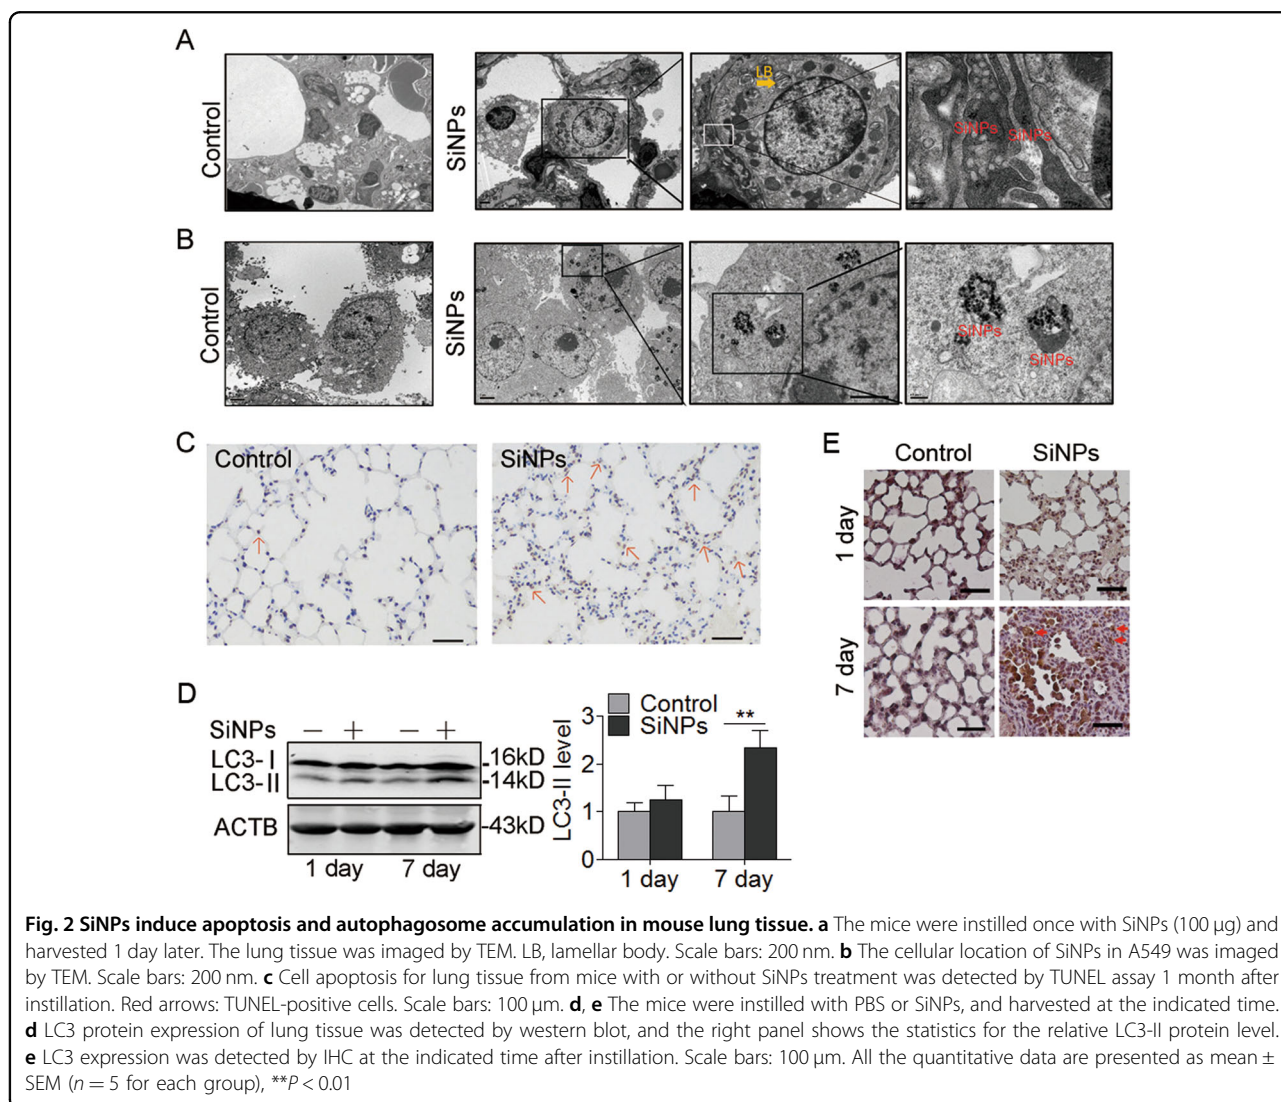 A
Control
SiNPs
LB
SiNPs
SiNPs
B
Control
SiNPs
SiNPs
SiNPs
C
Control
SiNPs
D
SiNPs − + − +
LC3-I
LC3-II
-16kD
-14kD
ACTB
-43kD
1 day 7 day
Control
SiNPs
**
LC3-II level
3
2
1
0
1 day 7 day
E
Control SiNPs
1 day
7 day
Fig. 2 SiNPs induce apoptosis and autophagosome accumulation in mouse lung tissue. a The mice were instilled once with SiNPs (100 μg) and
harvested 1 day later. The lung tissue was imaged by TEM. LB, lamellar body. Scale bars: 200 nm. b The cellular location of SiNPs in A549 was imaged
by TEM. Scale bars: 200 nm. c Cell apoptosis for lung tissue from mice with or without SiNPs treatment was detected by TUNEL assay 1 month after
instillation. Red arrows: TUNEL-positive cells. Scale bars: 100 μm. d, e The mice were instilled with PBS or SiNPs, and harvested at the indicated time.
d LC3 protein expression of lung tissue was detected by western blot, and the right panel shows the statistics for the relative LC3-II protein level.
e LC3 expression was detected by IHC at the indicated time after instillation. Scale bars: 100 μm. All the quantitative data are presented as mean ±
SEM (n = 5 for each group), **P < 0.01